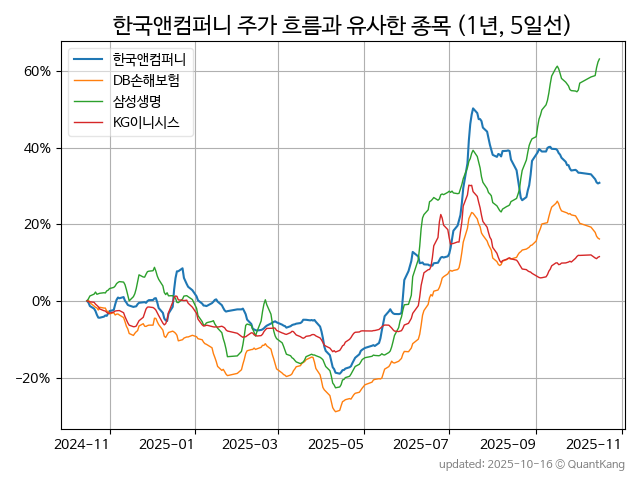 한국앤컴퍼니 주가 흐름과 유사한 종목 (1년, 5일선)
한국앤컴퍼니
DB손해보험
삼성생명
KG이니시스
60%
40%
20%
0%
−20%
2024-11 2025-01 2025-03 2025-05 2025-07 2025-09 2025-11
updated: 2025-10-16 © QuantKang